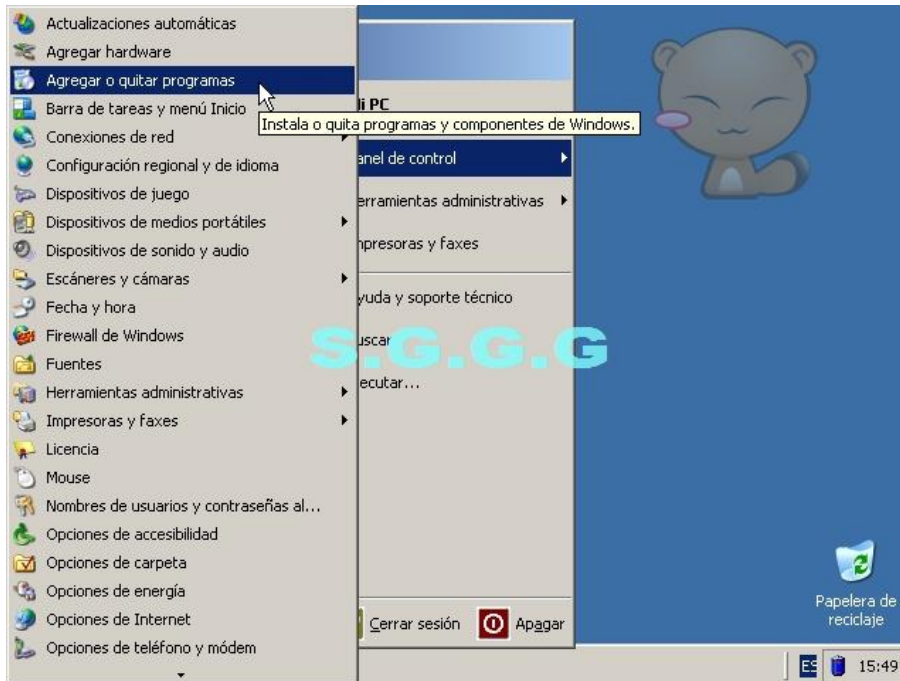 Actualizaciones automáticas
Agregar hardware
Agregar o quitar programas
Barra de tareas y menú Inicio
Conexiones de red
Configuración regional y de idioma
Dispositivos de juego
Dispositivos de medios portátiles
Dispositivos de sonido y audio
Escáneres y cámaras
Fecha y hora
Firewall de Windows
Fuentes
Herramientas administrativas
Impresoras y faxes
Licencia
Mouse
Nombres de usuarios y contraseñas al...
Opciones de accesibilidad
Opciones de carpeta
Opciones de energía
Opciones de Internet
Opciones de teléfono y módem
li PC
Instala o quita programas y componentes de Windows.
anel de control
erramientas administrativas
npresoras y faxes
yuda y soporte técnico
uscar
S.G.G.G
ecutar...
Cerrar sesión
Apagar
Papelera de
reciclaje
ES
15:49